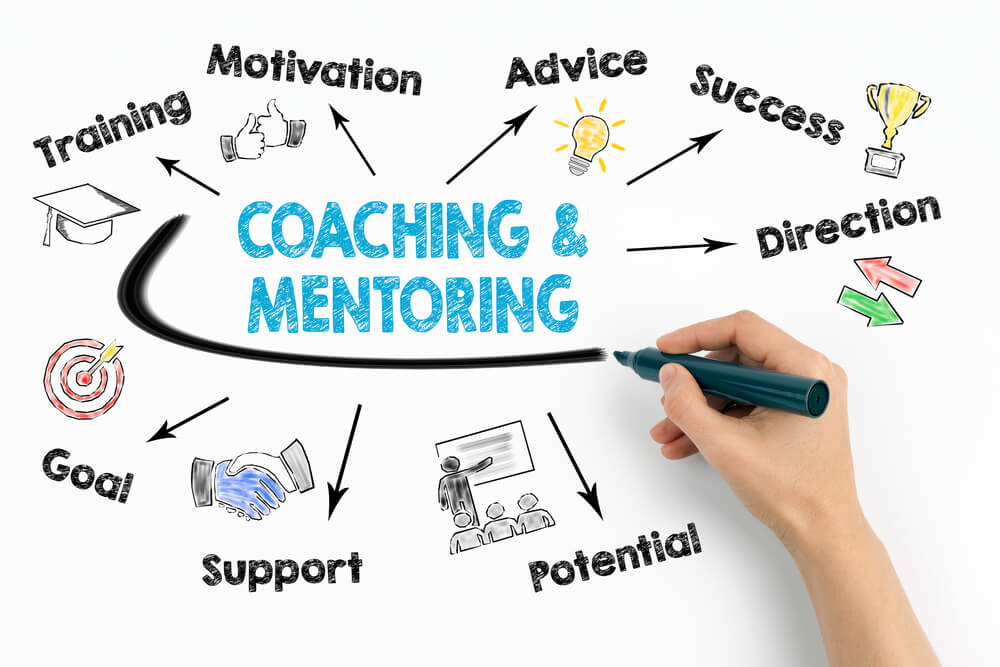 Motivation
Advice
Success
Training
COACHING &
MENTORING
Direction
Goal
Support
Potential